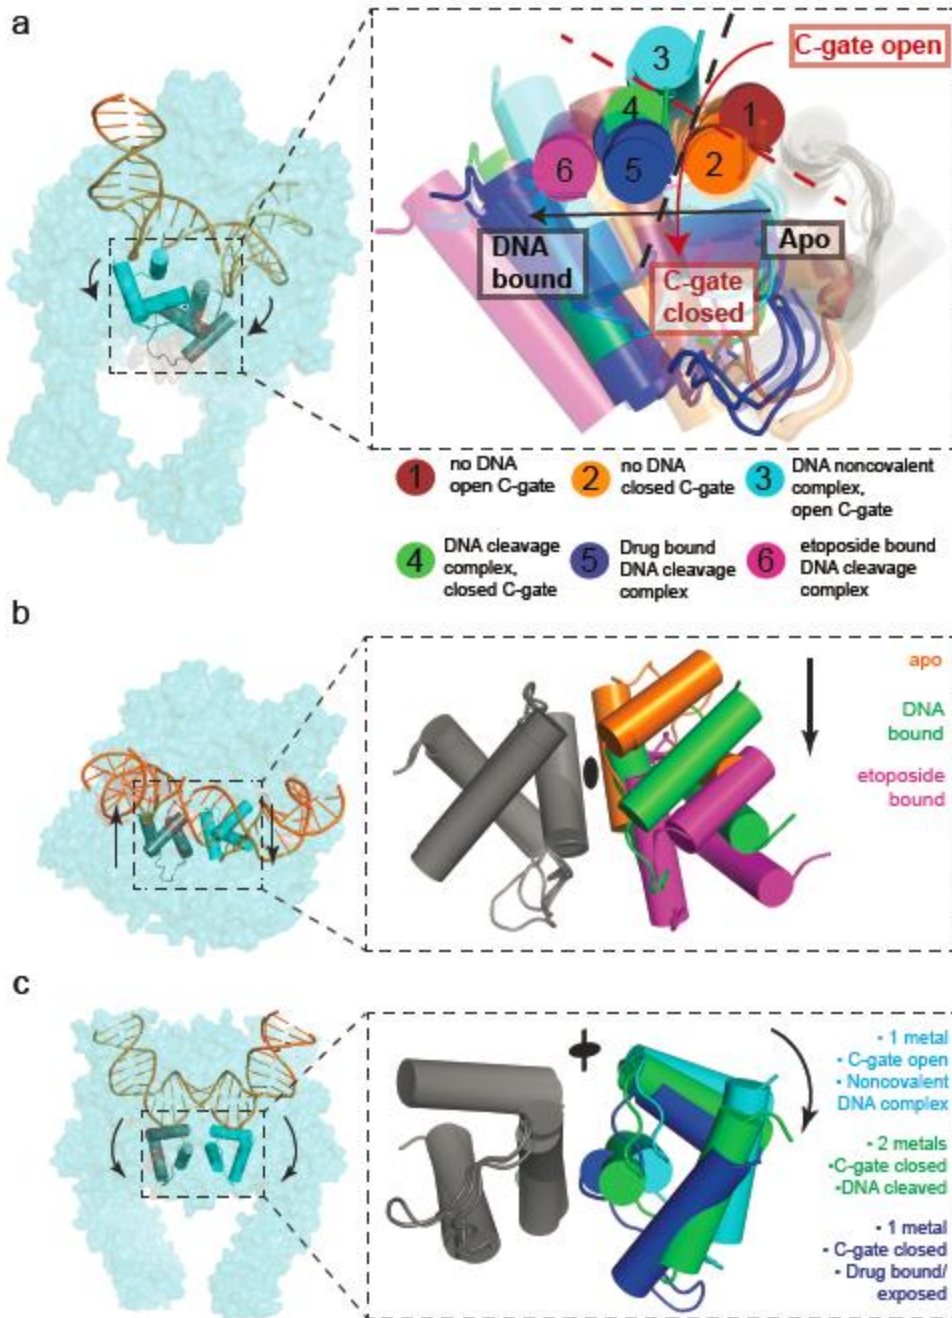 a
C-gate open
3
4
1
6
5
2
DNA
bound
Apo
C-gate
closed
1
no DNA
open C-gate
2
no DNA
closed C-gate
3
DNA noncovalent
complex,
open C-gate
4
DNA cleavage
complex,
closed C-gate
5
Drug bound
DNA cleavage
complex
6
etoposide bound
DNA cleavage
complex
b
apo
DNA
bound
etoposide
bound
c
• 1 metal
• C-gate open
• Noncovalent
DNA complex
• 2 metals
•C-gate closed
•DNA cleaved
• 1 metal
• C-gate closed
• Drug bound/
exposed